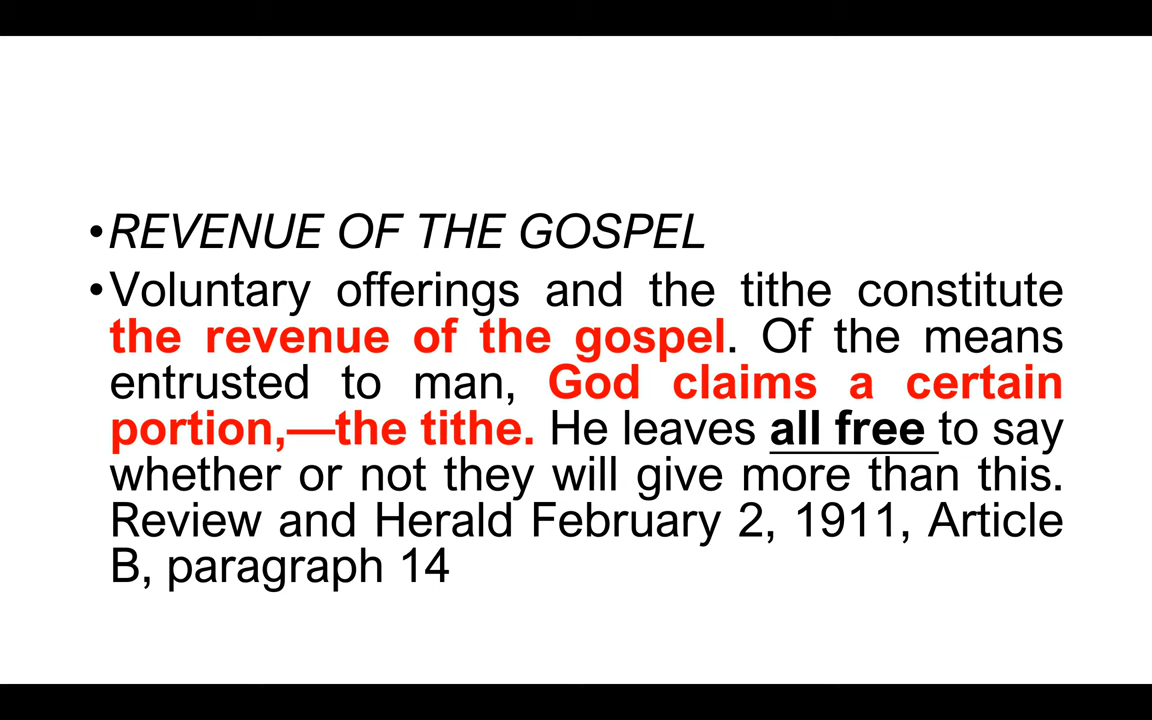 •REVENUE OF THE GOSPEL
•Voluntary offerings and the tithe constitute
the revenue of the gospel. Of the means
entrusted to man, God claims a certain
portion,—the tithe. He leaves all free to say
whether or not they will give more than this.
Review and Herald February 2, 1911, Article
B, paragraph 14